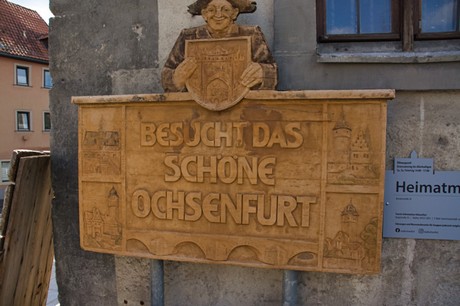 BESUCHT DAS
SCHÖNE
OCHSENFURT
Heimatm